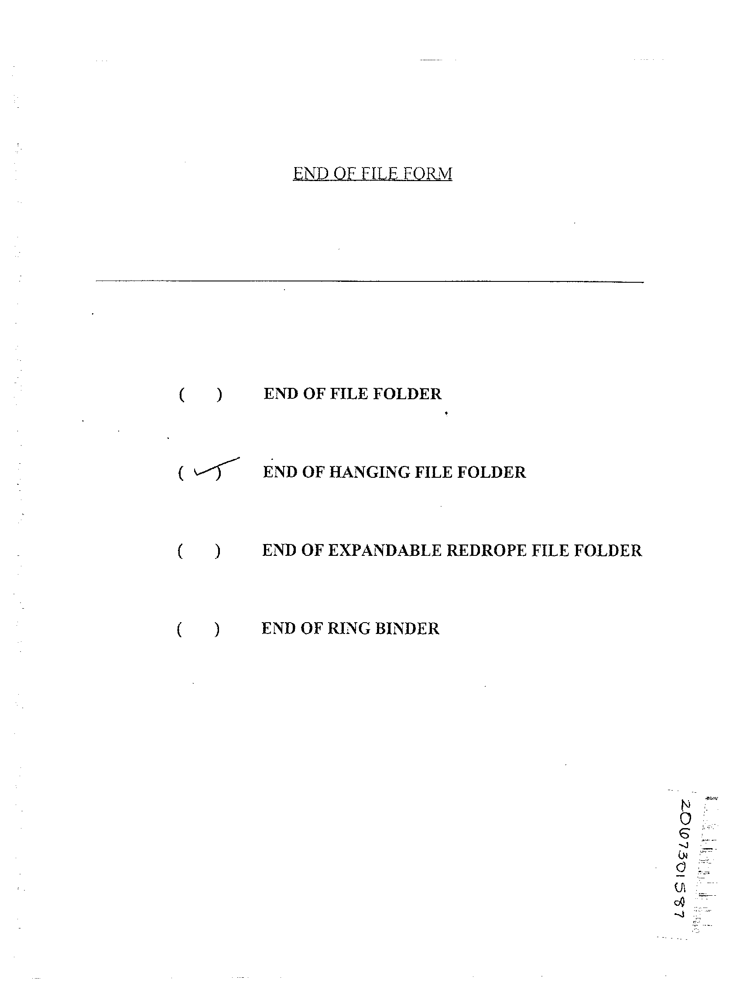 END OF FILE FORM
( ) END OF FILE FOLDER
( ✓ ) END OF HANGING FILE FOLDER
( ) END OF EXPANDABLE REDROPE FILE FOLDER
( ) END OF RING BINDER
2067301587